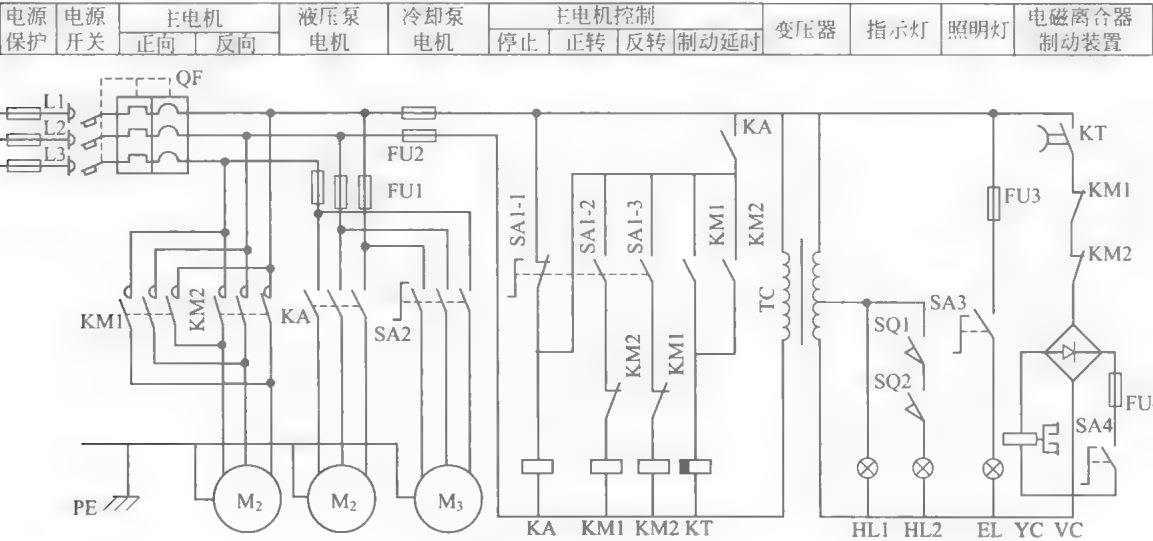 电源 电源 主电机 液压泵 冷却泵 主电机控制 变压器 指示灯 照明灯 电磁离合器
保护 开关 正向 反向 电机 电机 停止 正转 反转 制动延时 制动装置
QF
L1
L2
L3
FU2
FU1
KA
KT
SA1-1
SA1-2
SA1-3
KM1
KM2
FU3
KM1
KM2
KM1
KM2
KA
SA2
TC
SQ1
SQ2
SA3
KM2
KM1
FU
SA4
PE
M2
M2
M3
KA KM1 KM2 KT HL1 HL2 EL YC VC